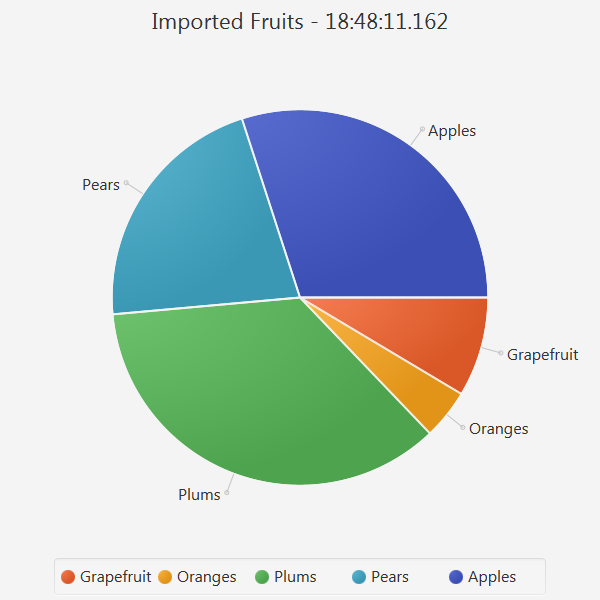 Imported Fruits - 18:48:11.162
Apples
Pears
Grapefruit
Oranges
Plums
Grapefruit Oranges Plums Pears Apples